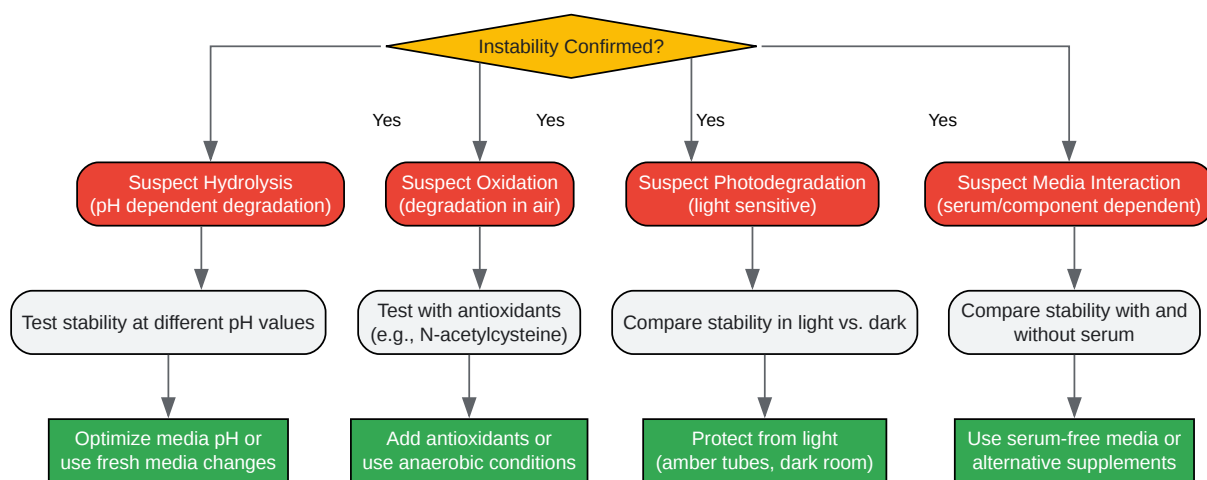 Instability Confirmed?
Yes
Yes
Yes
Yes
Suspect Hydrolysis
(pH dependent degradation)
Suspect Oxidation
(degradation in air)
Suspect Photodegradation
(light sensitive)
Suspect Media Interaction
(serum/component dependent)
Test stability at different pH values
Test with antioxidants
(e.g., N-acetylcysteine)
Compare stability in light vs. dark
Compare stability with and
without serum
Optimize media pH or
use fresh media changes
Add antioxidants or
use anaerobic conditions
Protect from light
(amber tubes, dark room)
Use serum-free media or
alternative supplements